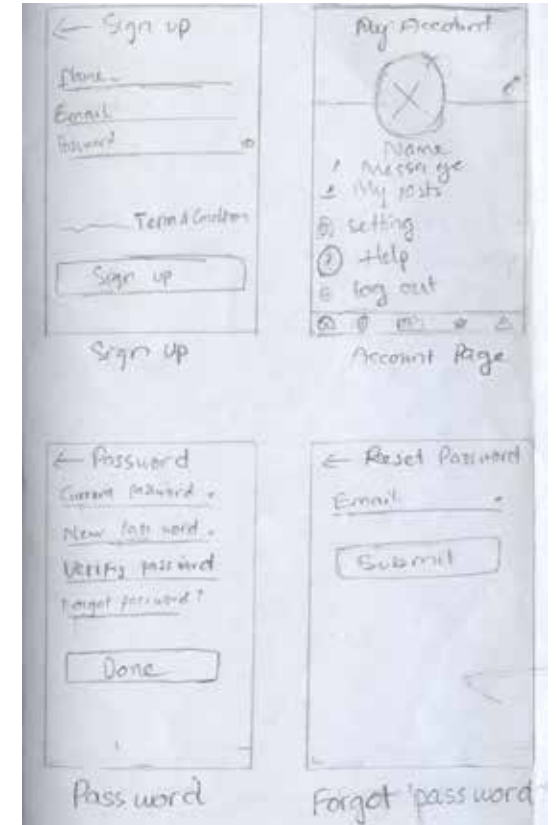 ← Sign up
Name
Email
Password
Term & Condition
Sign up
Sign up
My Account
Name
Message
My posts
setting
Help
log out
Account Page
← Password
Current password
New password
Verify password
Forgot password?
Done
Password
← Reset Password
Email
Submit
Forgot password